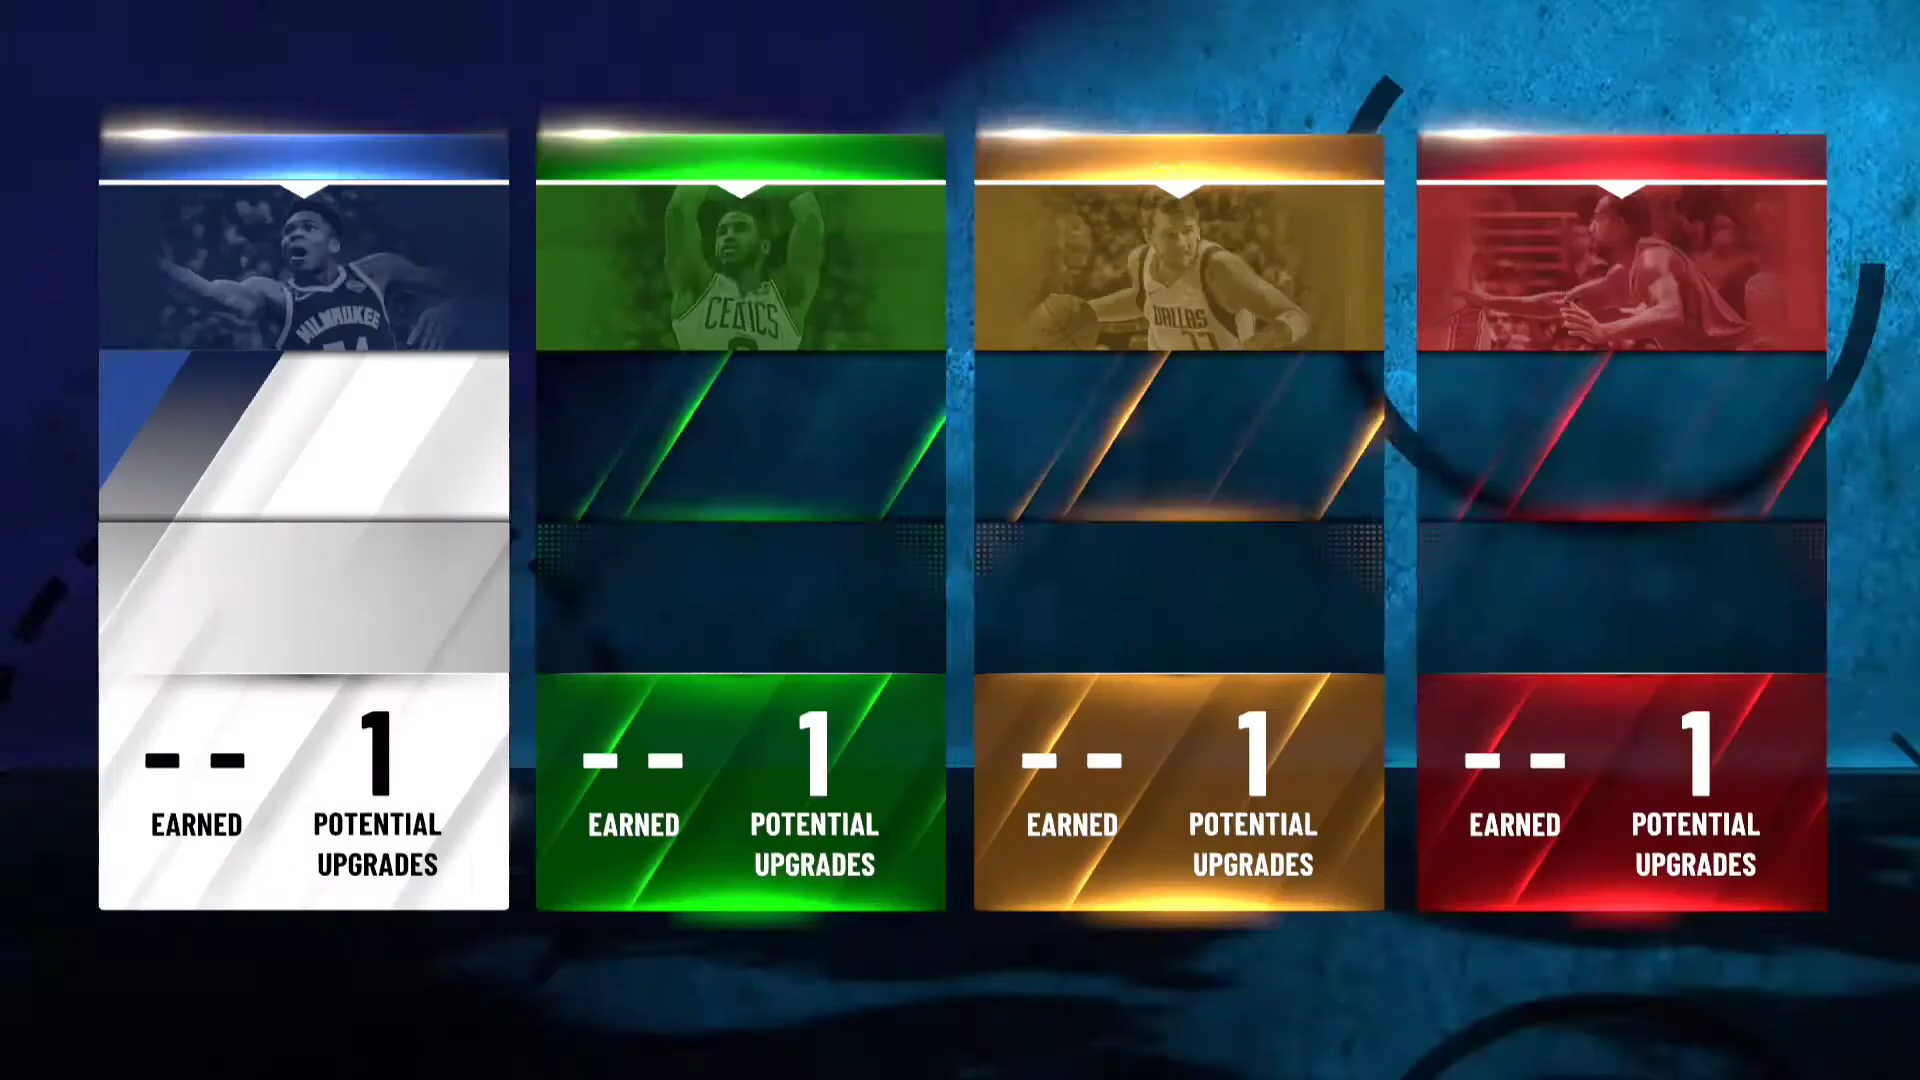 MILWAUKEE
CELTICS
DALLAS
-- 1
EARNED POTENTIAL
UPGRADES
-- 1
EARNED POTENTIAL
UPGRADES
-- 1
EARNED POTENTIAL
UPGRADES
-- 1
EARNED POTENTIAL
UPGRADES